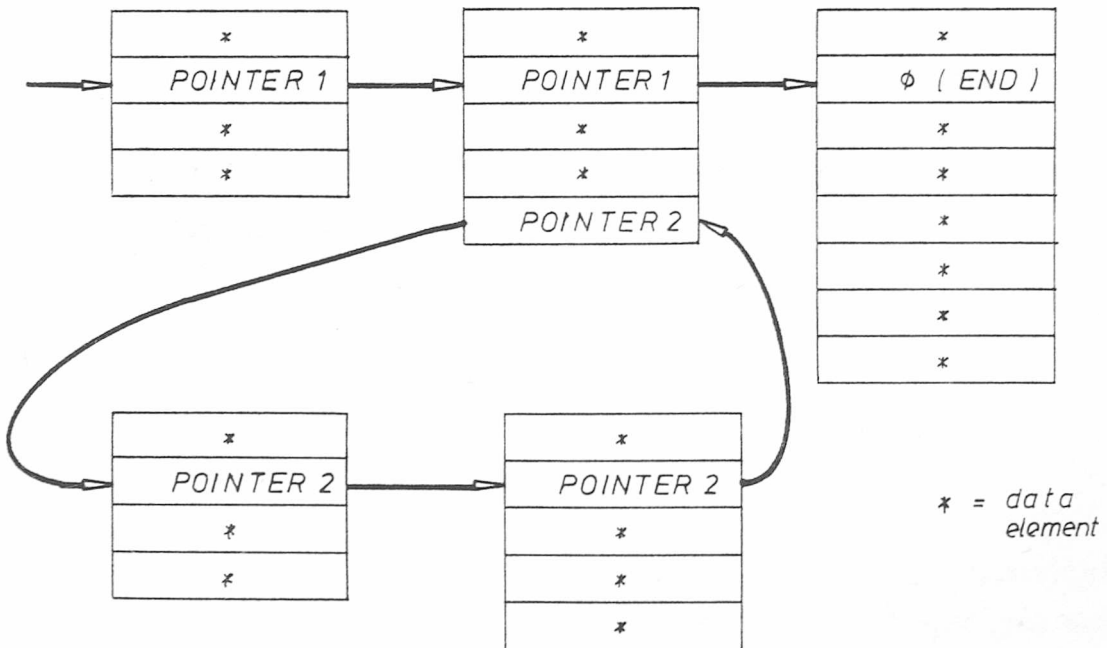 *
POINTER 1
*
*
*
POINTER 1
*
*
POINTER 2
*
φ ( END )
*
*
*
*
*
*
*
POINTER 2
*
*
*
POINTER 2
*
*
*
* = data
element